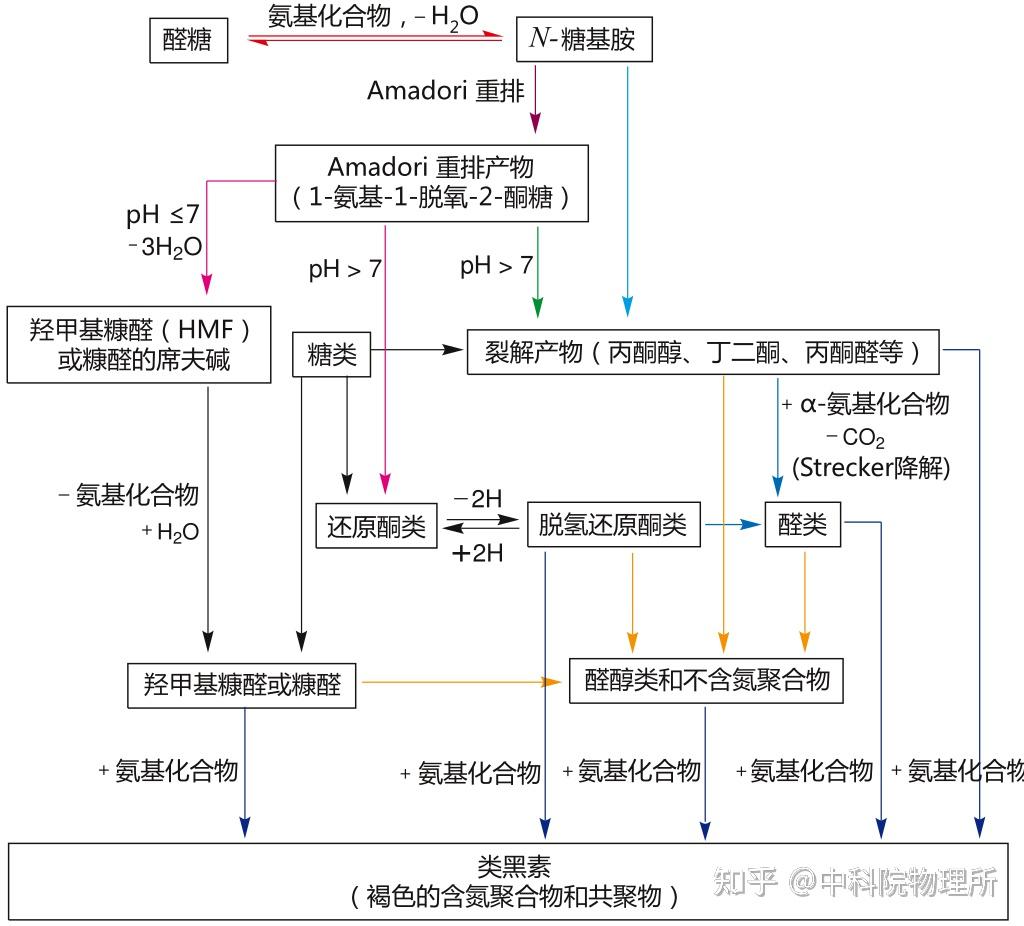 氨基化合物，-H₂O
醛糖
N-糖基胺
Amadori 重排
Amadori 重排产物
（1-氨基-1-脱氧-2-酮糖）
pH ≤7
-3H₂O
pH > 7
pH > 7
羟甲基糠醛（HMF）
或糠醛的席夫碱
糖类
裂解产物（丙酮醇、丁二酮、丙酮醛等）
+ α-氨基化合物
-CO₂
(Strecker降解)
- 氨基化合物
+H₂O
还原酮类
-2H
+2H
脱氢还原酮类
醛类
羟甲基糠醛或糠醛
醛醇类和不含氮聚合物
+ 氨基化合物
+ 氨基化合物
+ 氨基化合物
+氨基化合物
+ 氨基化合物
类黑素
（褐色的含氮聚合物和共聚物）
知乎 @中科院物理所